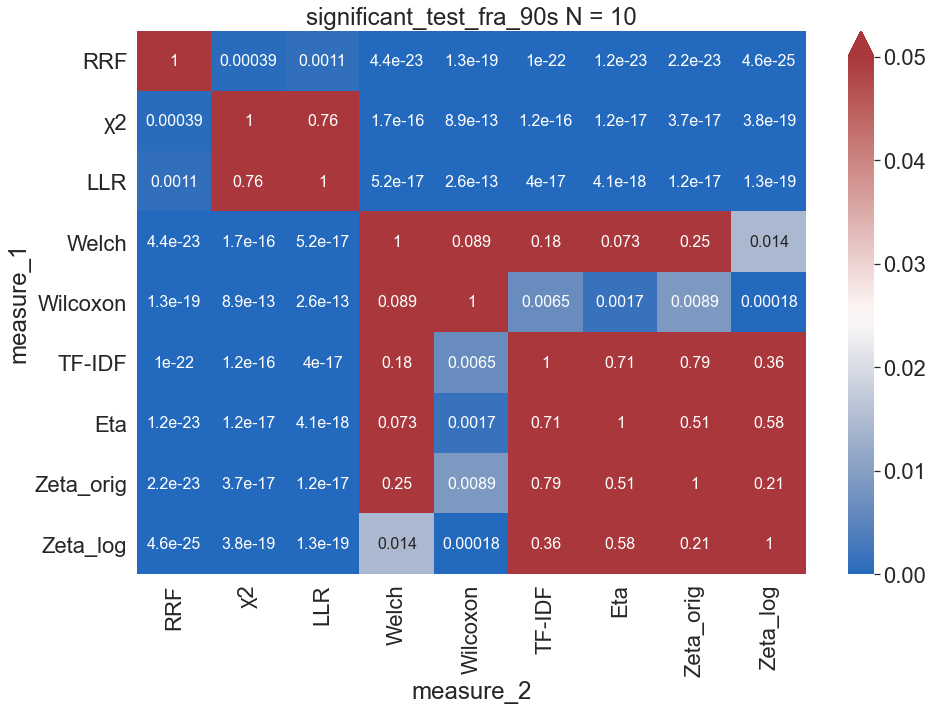 significant_test_fra_90s N = 10
RRF 1 0.00039 0.0011 4.4e-23 1.3e-19 1e-22 1.2e-23 2.2e-23 4.6e-25
χ2 0.00039 1 0.76 1.7e-16 8.9e-13 1.2e-16 1.2e-17 3.7e-17 3.8e-19
LLR 0.0011 0.76 1 5.2e-17 2.6e-13 4e-17 4.1e-18 1.2e-17 1.3e-19
Welch 4.4e-23 1.7e-16 5.2e-17 1 0.089 0.18 0.073 0.25 0.014
Wilcoxon 1.3e-19 8.9e-13 2.6e-13 0.089 1 0.0065 0.0017 0.0089 0.00018
TF-IDF 1e-22 1.2e-16 4e-17 0.18 0.0065 1 0.71 0.79 0.36
Eta 1.2e-23 1.2e-17 4.1e-18 0.073 0.0017 0.71 1 0.51 0.58
Zeta_orig 2.2e-23 3.7e-17 1.2e-17 0.25 0.0089 0.79 0.51 1 0.21
Zeta_log 4.6e-25 3.8e-19 1.3e-19 0.014 0.00018 0.36 0.58 0.21 1
measure_1
RRF χ2 LLR Welch Wilcoxon TF-IDF Eta Zeta_orig Zeta_log
measure_2
0.05
0.04
0.03
0.02
0.01
0.00